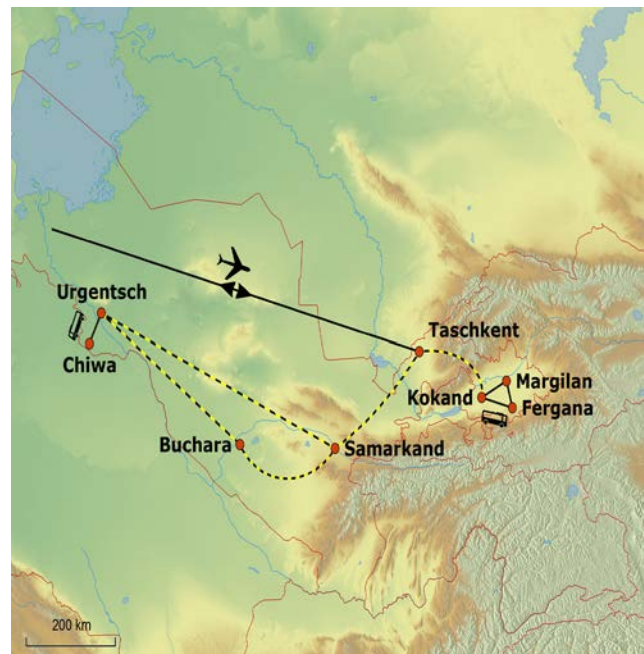 Urgentsch
Chiwa
Taschkent
Margilan
Kokand
Fergana
Buchara
Samarkand
200 km